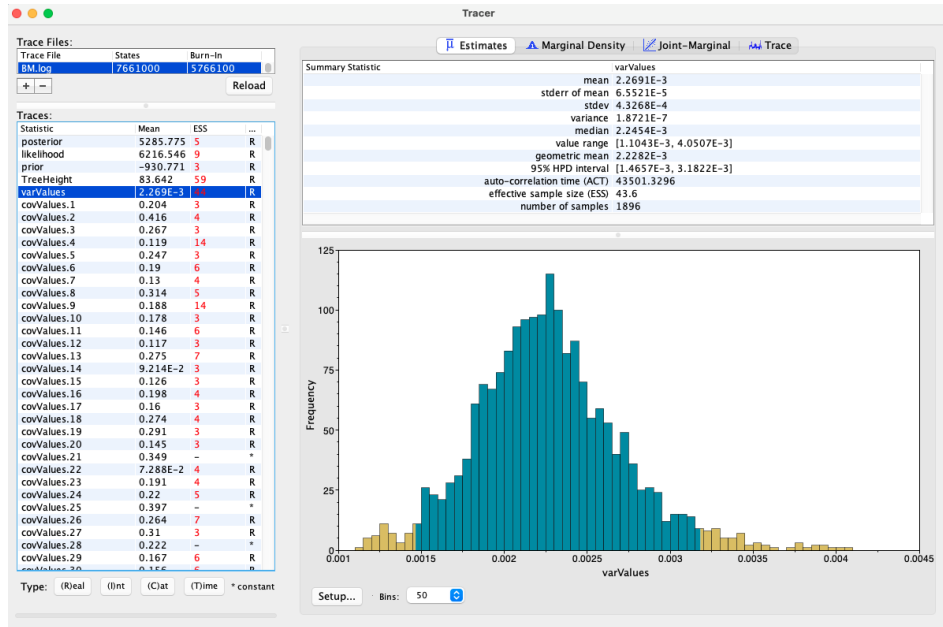 Tracer
Trace Files:
Trace File States Burn-In
BM.log 7661000 5766100
+ − Reload
Traces:
Statistic Mean ESS ...
posterior 5285.775 5 R
likelihood 6216.546 9 R
prior -930.771 3 R
TreeHeight 83.642 59 R
varValues 2.269E-3 44 R
covValues.1 0.204 3 R
covValues.2 0.416 4 R
covValues.3 0.267 3 R
covValues.4 0.119 14 R
covValues.5 0.247 3 R
covValues.6 0.19 6 R
covValues.7 0.13 4 R
covValues.8 0.314 5 R
covValues.9 0.188 14 R
covValues.10 0.178 3 R
covValues.11 0.146 6 R
covValues.12 0.117 3 R
covValues.13 0.275 7 R
covValues.14 9.214E-2 3 R
covValues.15 0.126 3 R
covValues.16 0.198 4 R
covValues.17 0.16 3 R
covValues.18 0.274 4 R
covValues.19 0.291 3 R
covValues.20 0.145 3 R
covValues.21 0.349 - *
covValues.22 7.288E-2 4 R
covValues.23 0.191 4 R
covValues.24 0.22 5 R
covValues.25 0.397 - *
covValues.26 0.264 7 R
covValues.27 0.31 3 R
covValues.28 0.222 - *
covValues.29 0.167 6 R
covValues.30 0.156 6 R
Type: (R)eal (I)nt (C)at (T)ime * constant
Estimates Marginal Density Joint-Marginal Trace
Summary Statistic varValues
mean 2.2691E-3
stderr of mean 6.5521E-5
stdev 4.3268E-4
variance 1.8721E-7
median 2.2454E-3
value range [1.1043E-3, 4.0507E-3]
geometric mean 2.2282E-3
95% HPD interval [1.4657E-3, 3.1822E-3]
auto-correlation time (ACT) 43501.3296
effective sample size (ESS) 43.6
number of samples 1896
125
100
75
50
25
0
Frequency
0.001 0.0015 0.002 0.0025 0.003 0.0035 0.004 0.0045
varValues
Setup... Bins: 50